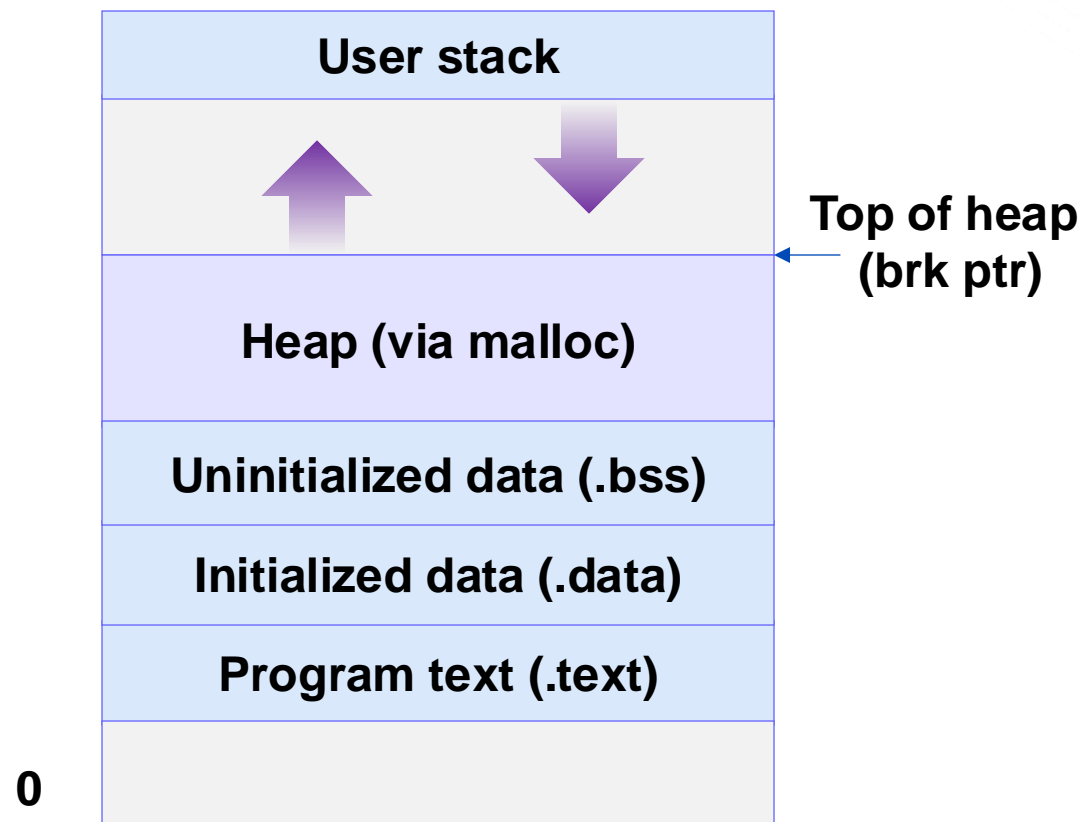 User stack
Top of heap
(brk ptr)
Heap (via malloc)
Uninitialized data (.bss)
Initialized data (.data)
Program text (.text)
0